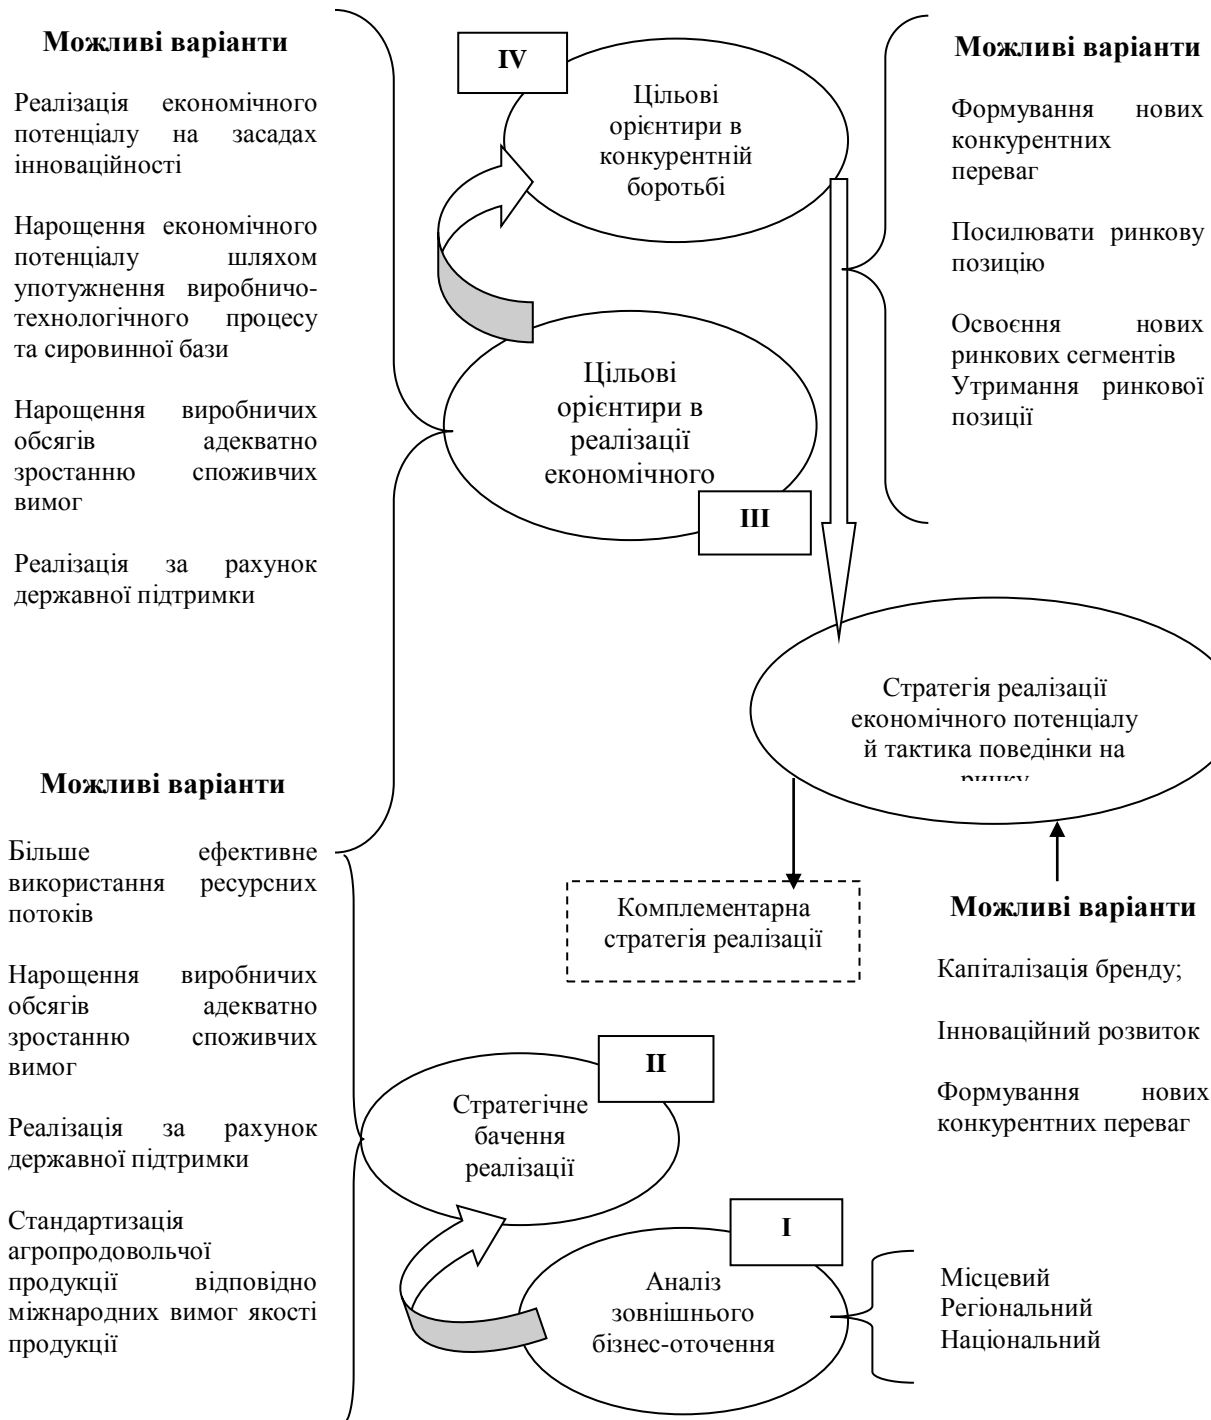 Можливі варіанти
Реалізація економічного
потенціалу на засадах
інноваційності
Нарощення економічного
потенціалу шляхом
употужнення виробничо-
технологічного процесу
та сировинної бази
Нарощення виробничих
обсягів адекватно
зростанню споживчих
вимог
Реалізація за рахунок
державної підтримки
IV
Цільові
орієнтири в
конкурентній
боротьбі
Можливі варіанти
Формування нових
конкурентних
переваг
Посилювати ринкову
позицію
Освоєння нових
ринкових сегментів
Утримання ринкової
позиції
Цільові
орієнтири в
реалізації
економічного
III
Стратегія реалізації
економічного потенціалу
й тактика поведінки на
ринку
Можливі варіанти
Більше ефективне
використання ресурсних
потоків
Нарощення виробничих
обсягів адекватно
зростанню споживчих
вимог
Реалізація за рахунок
державної підтримки
Стандартизація
агропродовольчої
продукції відповідно
міжнародних вимог якості
продукції
Комплементарна
стратегія реалізації
Можливі варіанти
Капіталізація бренду;
Інноваційний розвиток
Формування нових
конкурентних переваг
II
Стратегічне
бачення
реалізації
I
Аналіз
зовнішнього
бізнес-оточення
Місцевий
Регіональний
Національний